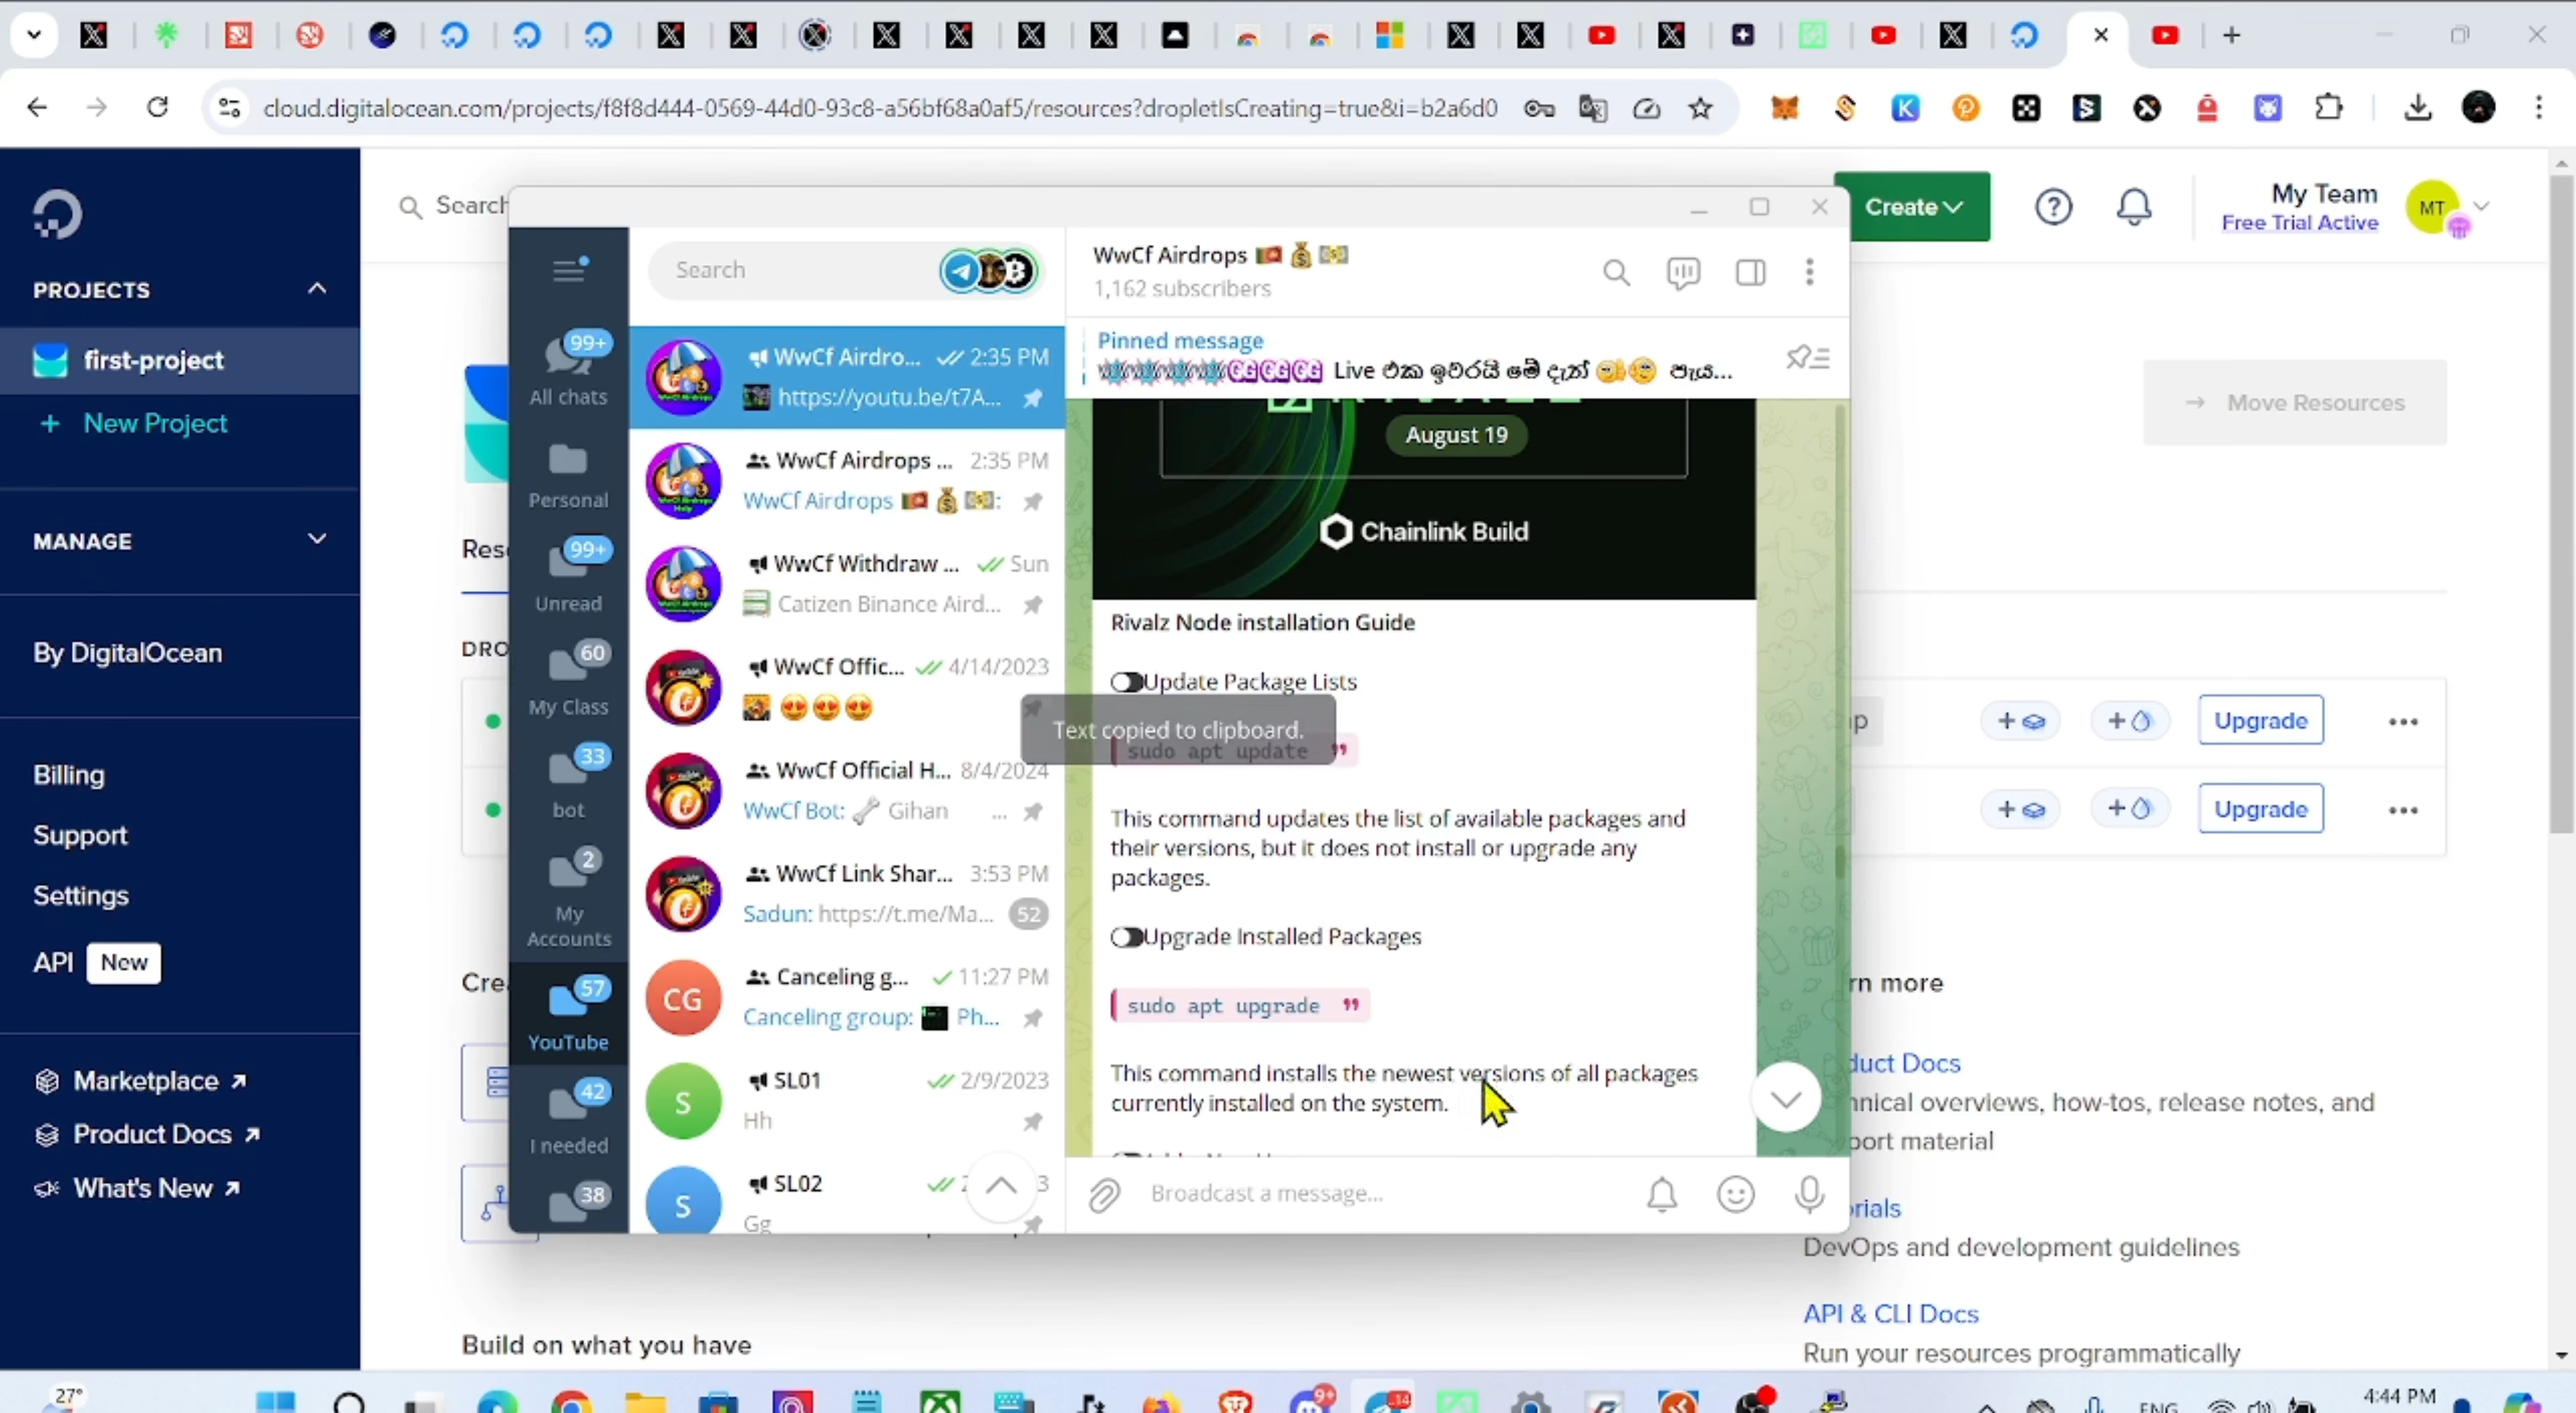 cloud.digitalocean.com/projects/f8f8d444-0569-44d0-93c8-a56bf68a0af5/resources?dropletIsCreating=true&i=b2a6d0
Search
Create
My Team
Free Trial Active
MT
PROJECTS
first-project
New Project
MANAGE
By DigitalOcean
Billing
Support
Settings
API New
Marketplace
Product Docs
What's New
99+
All chats
Personal
99+
Unread
60
My Class
33
bot
2
My
Accounts
57
YouTube
42
I needed
38
Search
WwCf Airdro... 2:35 PM
https://youtu.be/t7A...
WwCf Airdrops ... 2:35 PM
WwCf Airdrops 🇱🇰 💰 💵:
WwCf Withdraw ... Sun
Catizen Binance Aird...
WwCf Offic... 4/14/2023
😍😍😍
WwCf Official H... 8/4/2024
WwCf Bot: 🔧 Gihan ...
WwCf Link Shar... 3:53 PM
Sadun: https://t.me/Ma... 52
CG
Canceling g... 11:27 PM
Canceling group: Ph...
S
SL01 2/9/2023
Hh
S
SL02
Gg
WwCf Airdrops 🇱🇰 💰 💵
1,162 subscribers
Pinned message
Live එක ඉවරයි මේ දැන් පැය...
August 19
Chainlink Build
Rivalz Node installation Guide
Update Package Lists
Text copied to clipboard.
sudo apt update
This command updates the list of available packages and
their versions, but it does not install or upgrade any
packages.
Upgrade Installed Packages
sudo apt upgrade
This command installs the newest versions of all packages
currently installed on the system.
Broadcast a message...
Move Resources
Upgrade
Upgrade
Build on what you have
API & CLI Docs
DevOps and development guidelines
Run your resources programmatically
27°
9+
14
ENG
4:44 PM